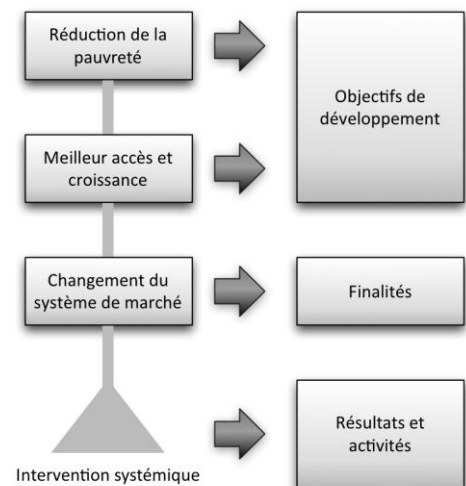 Réduction de la
pauvreté
Objectifs de
développement
Meilleur accès et
croissance
Changement du
système de marché
Finalités
Résultats et
activités
Intervention systémique